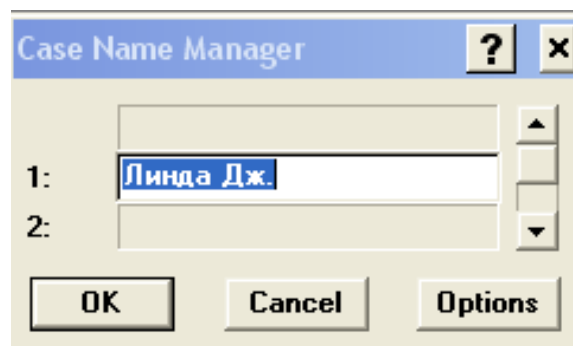 Case Name Manager ? ×
1: Линда Дж.
2:
OK Cancel Options